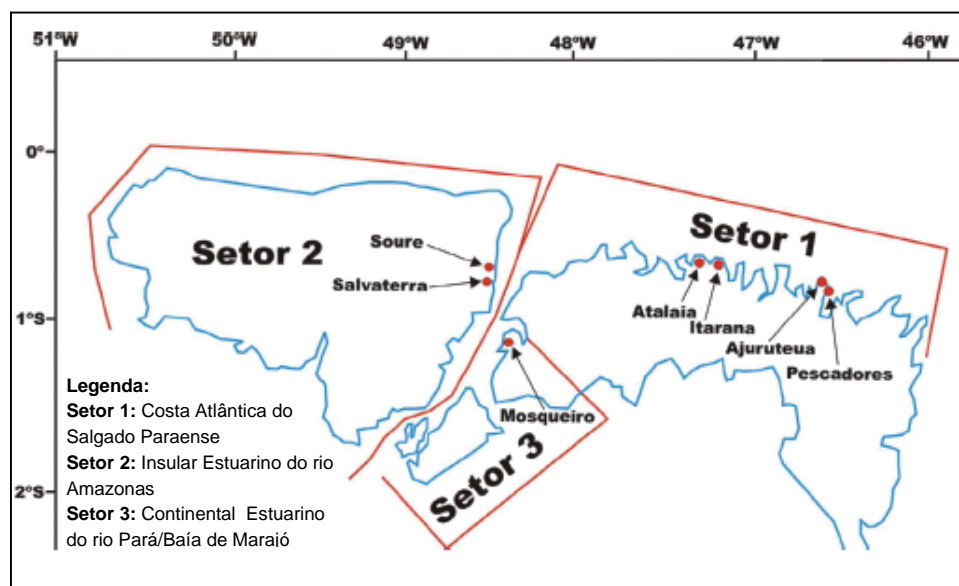 51°W 50°W 49°W 48°W 47°W 46°W
0°
Setor 2
Soure
Salvaterra
Setor 1
Atalaia
Itarana
Ajuruteua
Pescadores
1°S
Mosqueiro
Setor 3
2°S
Legenda:
Setor 1: Costa Atlântica do
Salgado Paraense
Setor 2: Insular Estuarino do rio
Amazonas
Setor 3: Continental Estuarino
do rio Pará/Baía de Marajó